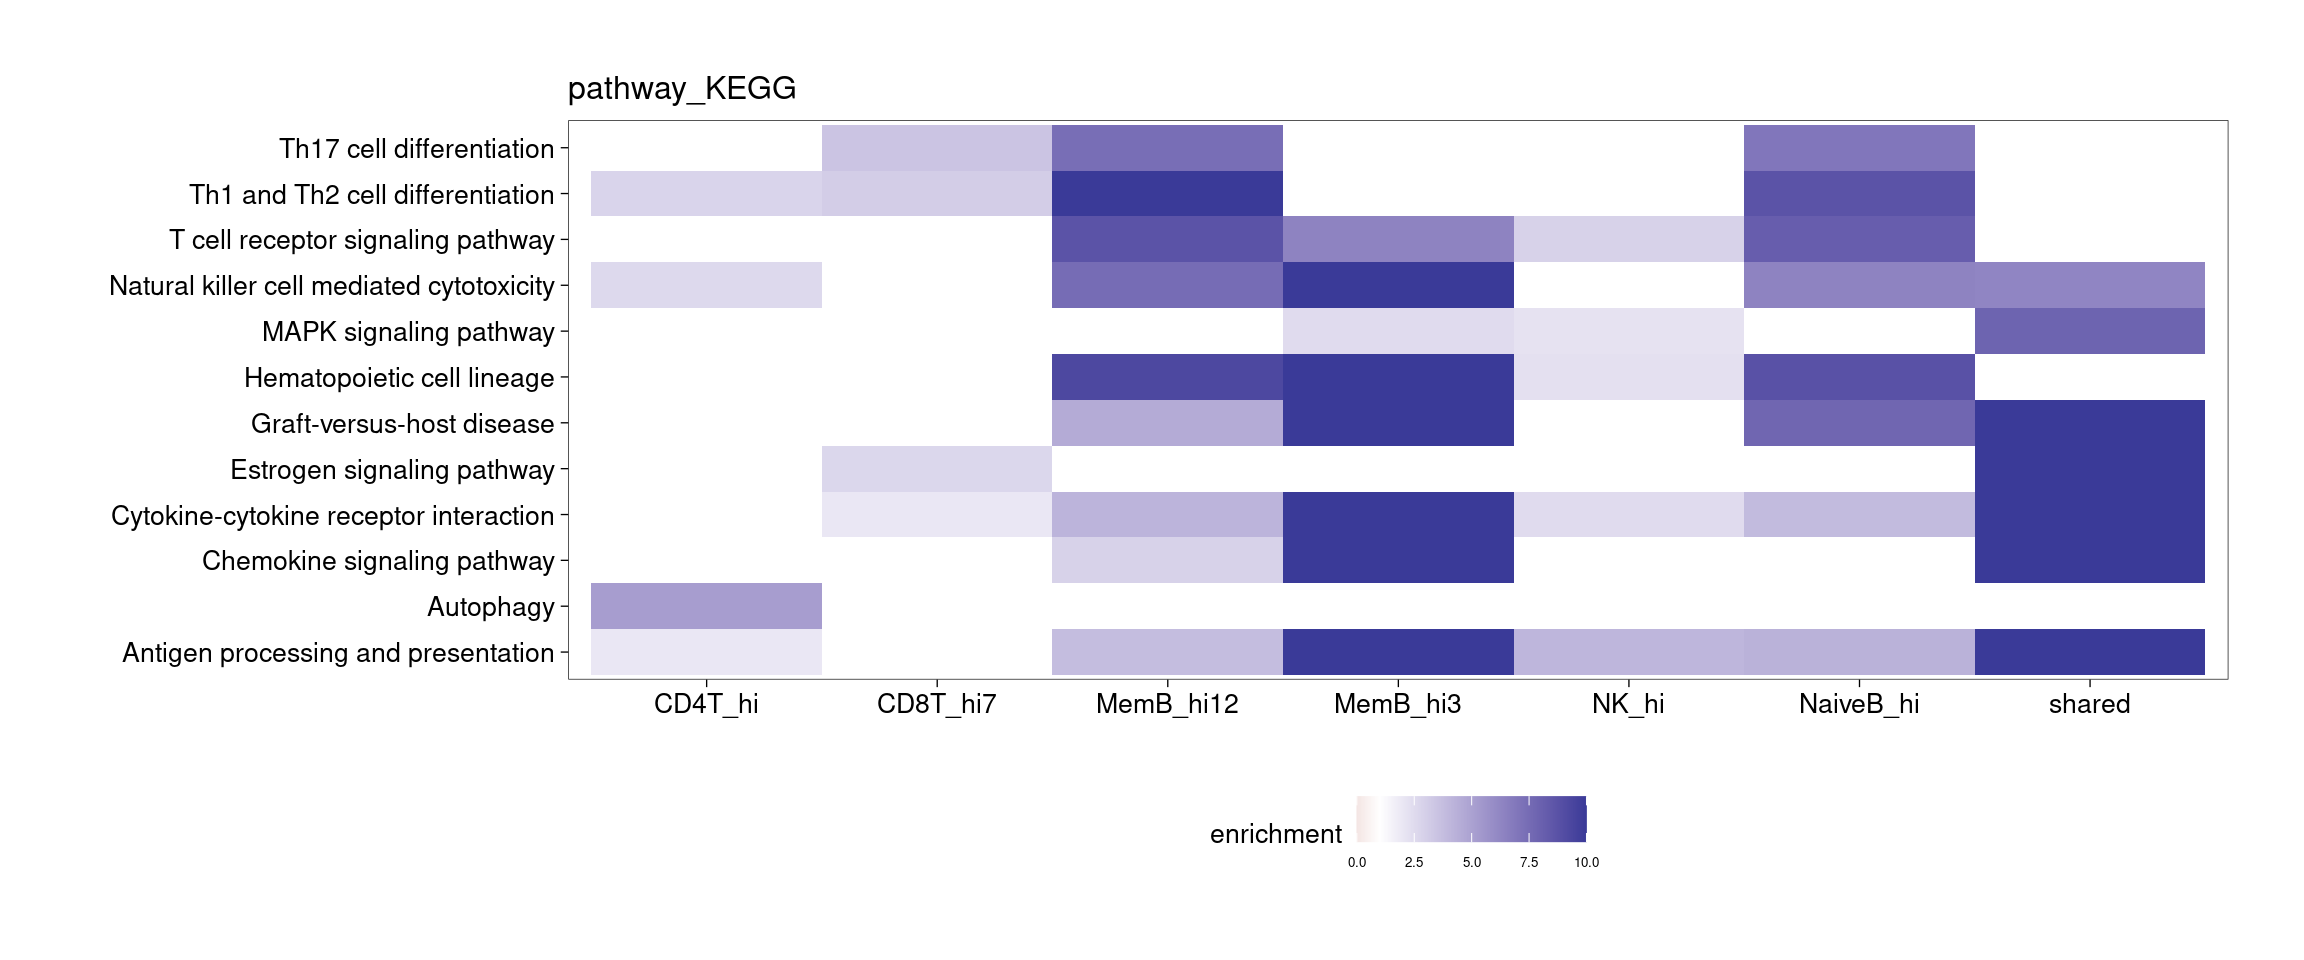 pathway_KEGG
Th17 cell differentiation
Th1 and Th2 cell differentiation
T cell receptor signaling pathway
Natural killer cell mediated cytotoxicity
MAPK signaling pathway
Hematopoietic cell lineage
Graft-versus-host disease
Estrogen signaling pathway
Cytokine-cytokine receptor interaction
Chemokine signaling pathway
Autophagy
Antigen processing and presentation
CD4T_hi CD8T_hi7 MemB_hi12 MemB_hi3 NK_hi NaiveB_hi shared
enrichment
0.0 2.5 5.0 7.5 10.0